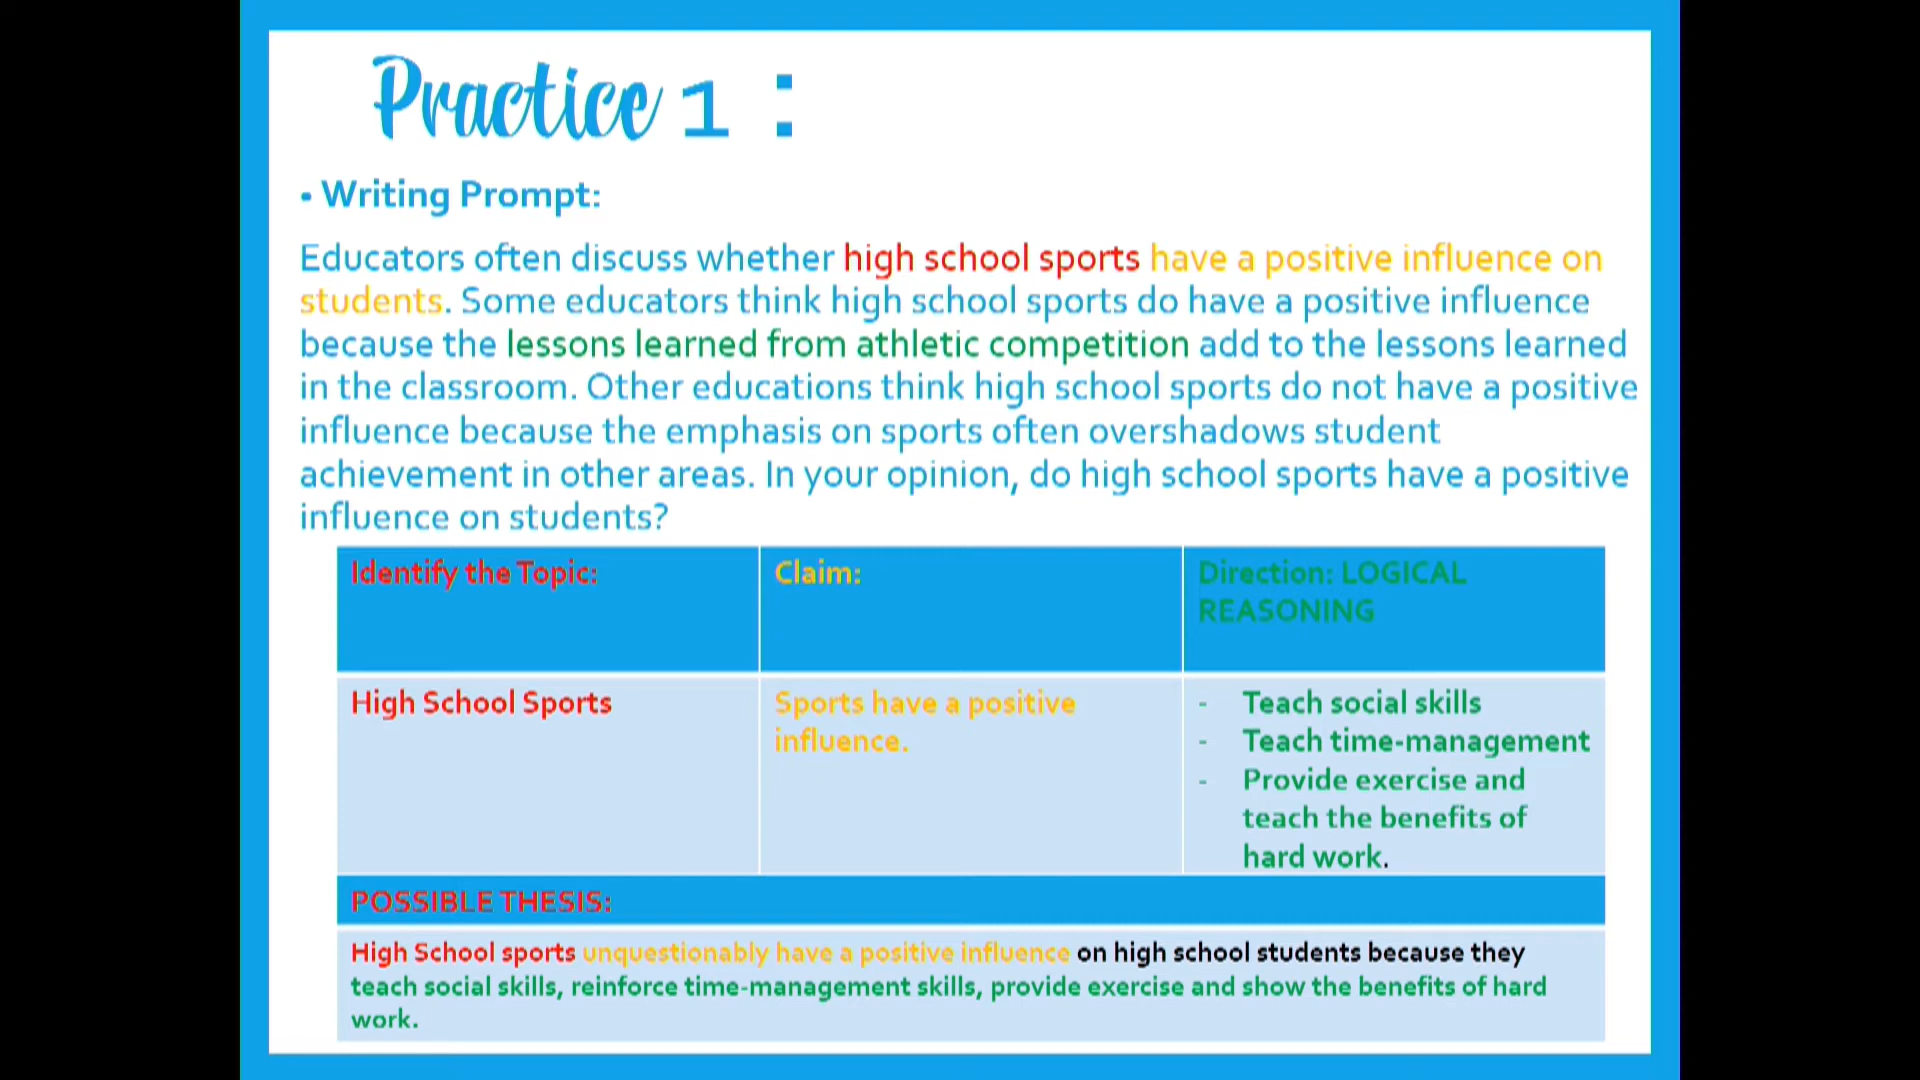 Practice 1 :
- Writing Prompt:
Educators often discuss whether high school sports have a positive influence on
students. Some educators think high school sports do have a positive influence
because the lessons learned from athletic competition add to the lessons learned
in the classroom. Other educations think high school sports do not have a positive
influence because the emphasis on sports often overshadows student
achievement in other areas. In your opinion, do high school sports have a positive
influence on students?
Identify the Topic:
Claim:
Direction: LOGICAL
REASONING
High School Sports
Sports have a positive
influence.
- Teach social skills
- Teach time-management
- Provide exercise and
teach the benefits of
hard work.
POSSIBLE THESIS:
High School sports unquestionably have a positive influence on high school students because they
teach social skills, reinforce time-management skills, provide exercise and show the benefits of hard
work.